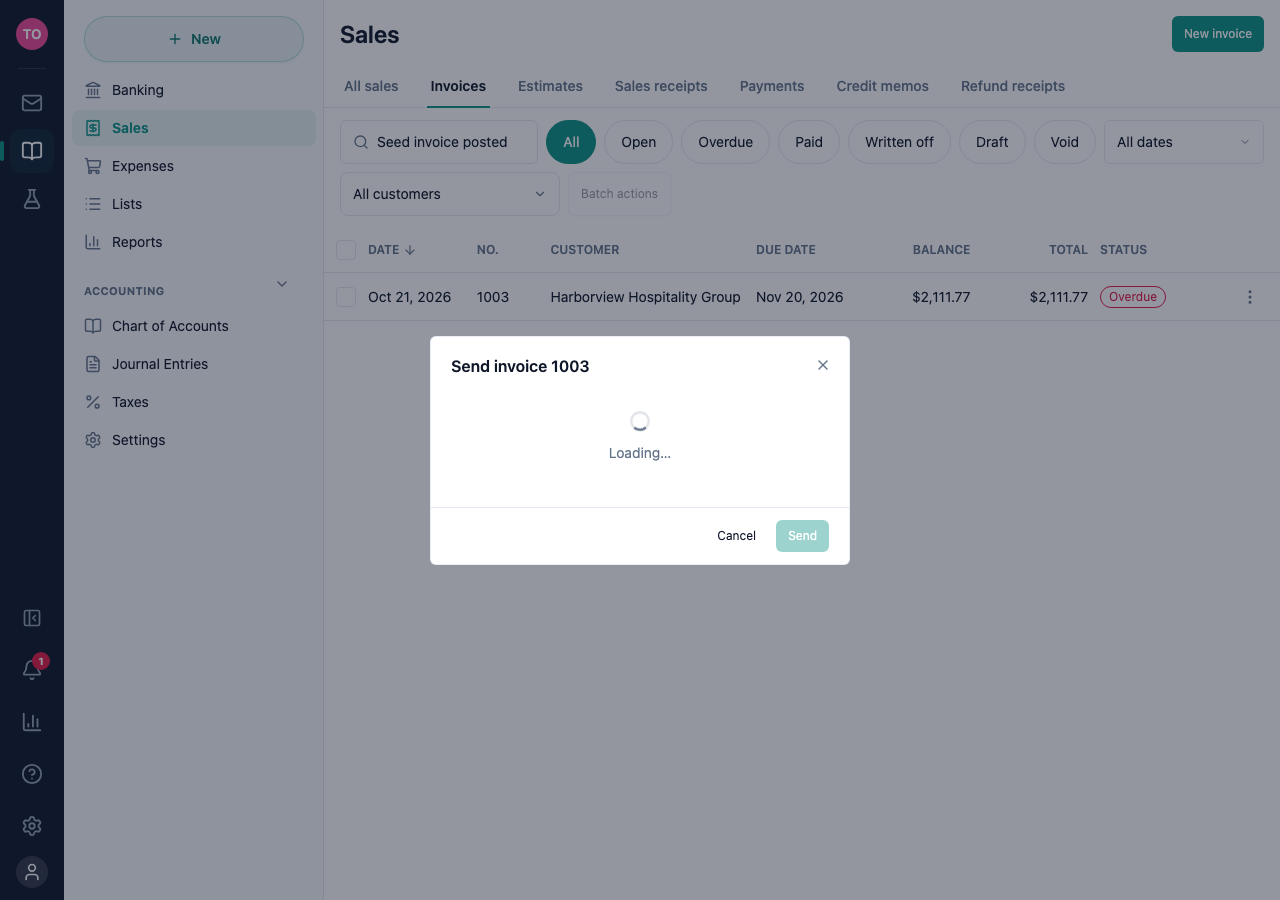 TO
New
Banking
Sales
Expenses
Lists
Reports
ACCOUNTING
Chart of Accounts
Journal Entries
Taxes
Settings
1
Sales
New invoice
All sales
Invoices
Estimates
Sales receipts
Payments
Credit memos
Refund receipts
Seed invoice posted
All
Open
Overdue
Paid
Written off
Draft
Void
All dates
All customers
Batch actions
DATE
NO.
CUSTOMER
DUE DATE
BALANCE
TOTAL
STATUS
Oct 21, 2026
1003
Harborview Hospitality Group
Nov 20, 2026
$2,111.77
$2,111.77
Overdue
Send invoice 1003
Loading...
Cancel
Send